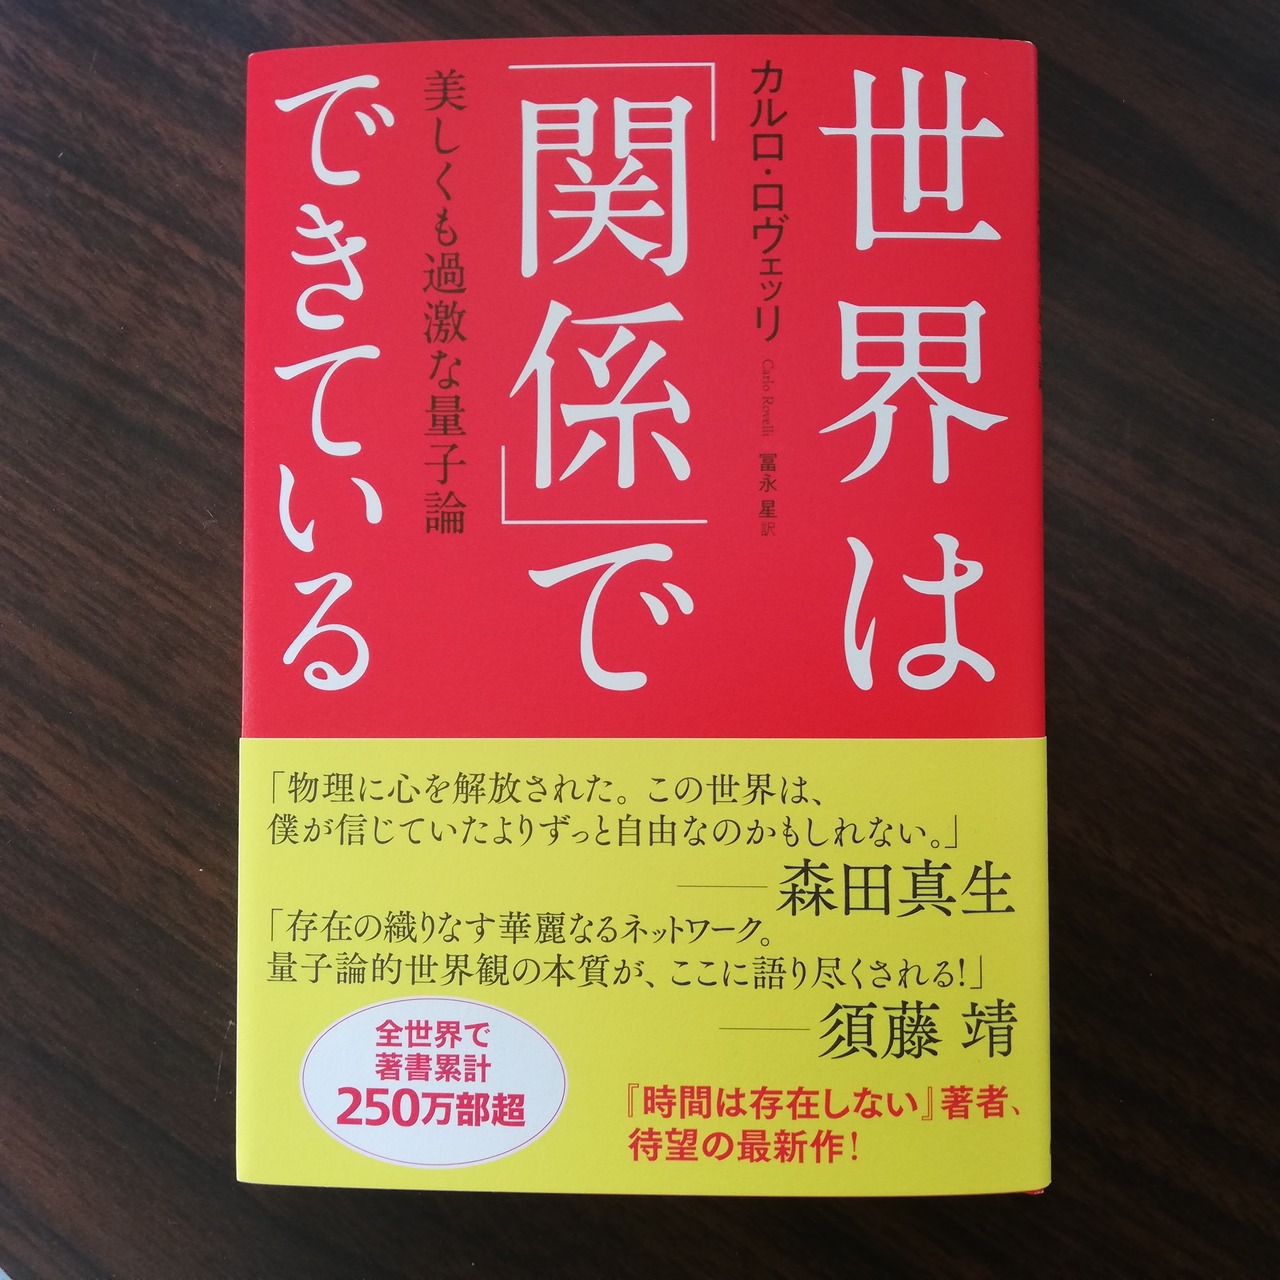 世界は
「関係」で
できている
カルロ・ロヴェッリ
Carlo Rovelli
冨永 星 訳
美しくも過激な量子論
「物理に心を解放された。この世界は、
僕が信じていたよりずっと自由なのかもしれない。」
——森田真生
「存在の織りなす華麗なるネットワーク。
量子論的世界観の本質が、ここに語り尽くされる!」
——須藤 靖
全世界で
著書累計
250万部超
『時間は存在しない』著者、
待望の最新作!